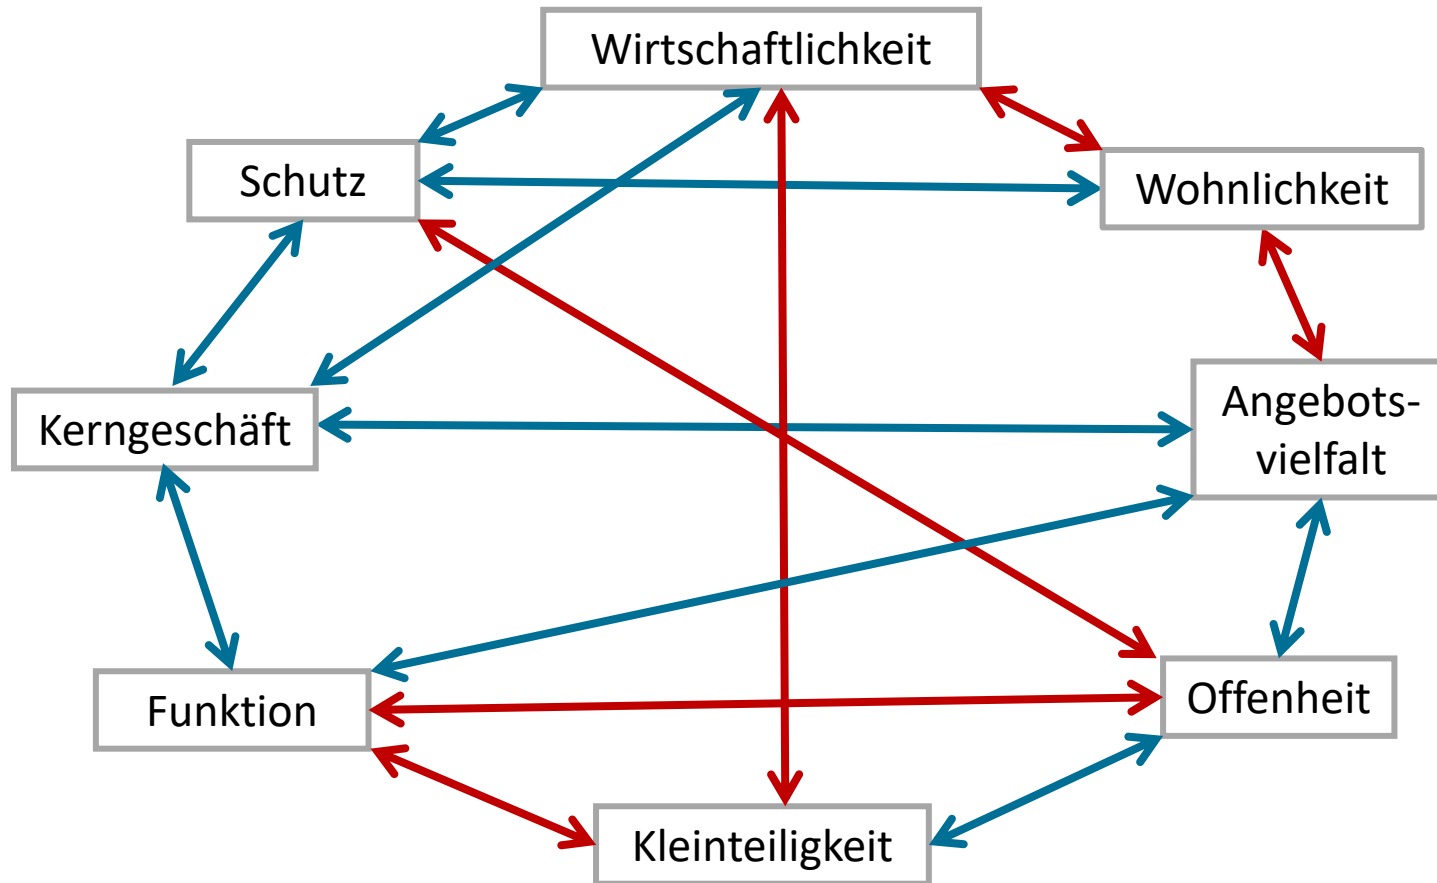 Wirtschaftlichkeit
Schutz
Wohnlichkeit
Kerngeschäft
Angebots-
vielfalt
Funktion
Offenheit
Kleinteiligkeit